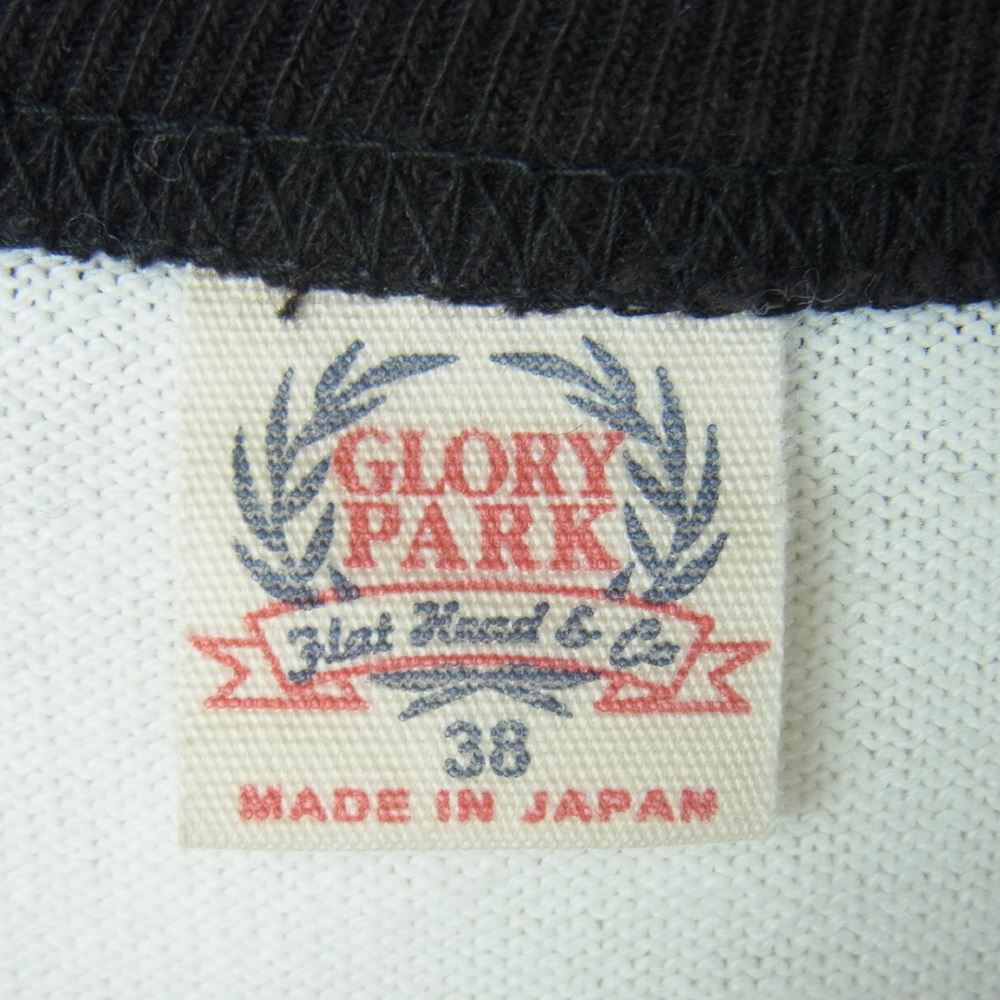 GLORY
PARK
Flat Head & Co
38
MADE IN JAPAN